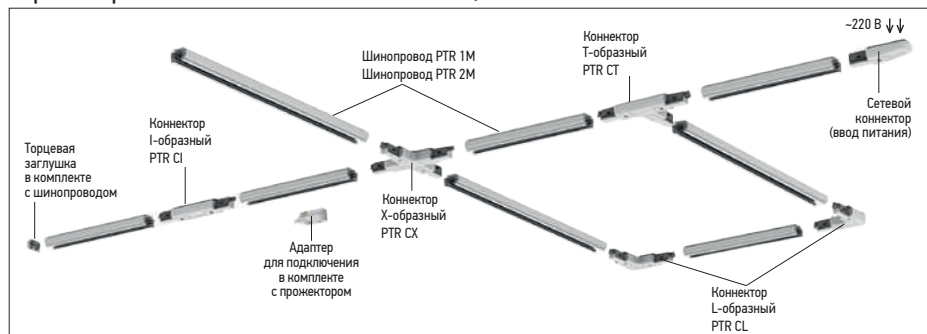 ~220 В
Коннектор
Т-образный
PTR CT
Шинопровод PTR 1M
Шинопровод PTR 2M
Сетевой
коннектор
(ввод питания)
Коннектор
I-образный
PTR CI
Торцевая
заглушка
в комплекте
с шинопроводом
Коннектор
Х-образный
PTR CX
Адаптер
для подключения
в комплекте
с прожектором
Коннектор
L-образный
PTR CL